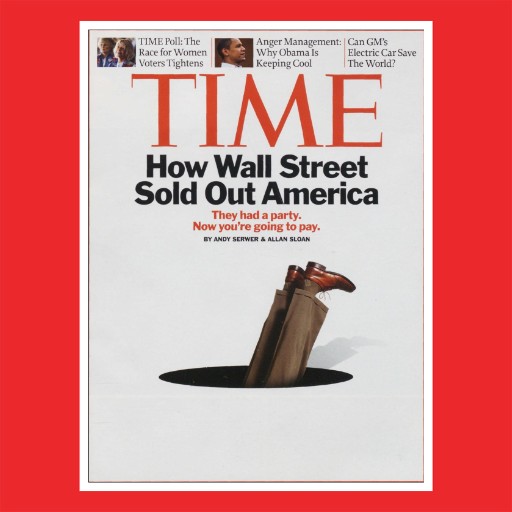 TIME Poll: The
Race for Women
Voters Tightens
Anger Management:
Why Obama Is
Keeping Cool
Can GM's
Electric Car Save
The World?
TIME
How Wall Street
Sold Out America
They had a party.
Now you're going to pay.
BY ANDY SERWER & ALLAN SLOAN